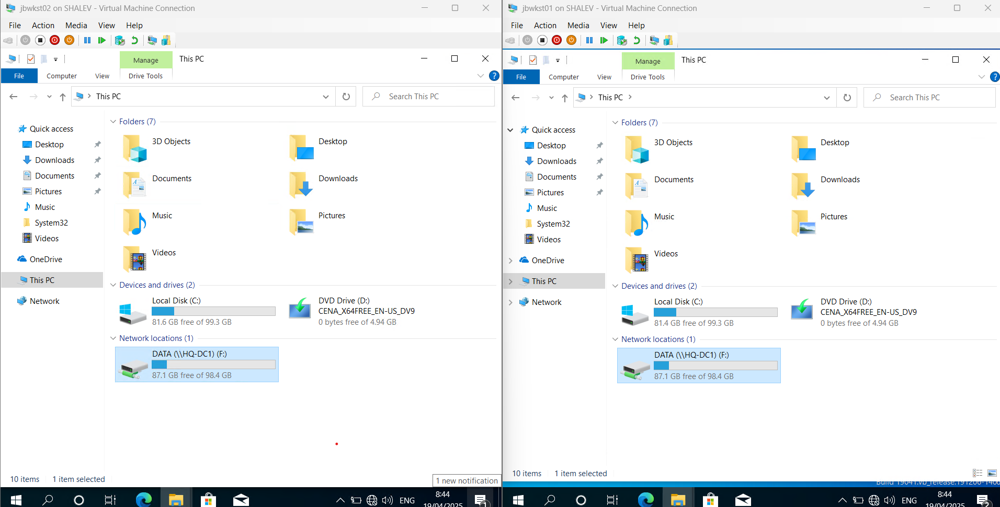 jbwkst02 on SHALEV - Virtual Machine Connection
File Action Media View Help
Manage This PC
File Computer View Drive Tools
This PC
Search This PC
Quick access
Desktop
Downloads
Documents
Pictures
Music
System32
Videos
OneDrive
This PC
Network
Folders (7)
3D Objects
Desktop
Documents
Downloads
Music
Pictures
Videos
Devices and drives (2)
Local Disk (C:)
81.6 GB free of 99.3 GB
DVD Drive (D:)
CENA_X64FREE_EN-US_DV9
0 bytes free of 4.94 GB
Network locations (1)
DATA (\\HQ-DC1) (F:)
87.1 GB free of 98.4 GB
10 items 1 item selected
1 new notification
ENG
8:44
19/04/2025
1
jbwkst01 on SHALEV - Virtual Machine Connection
File Action Media View Help
Manage This PC
File Computer View Drive Tools
This PC
Search This PC
Quick access
Desktop
Downloads
Documents
Pictures
Music
System32
Videos
OneDrive
This PC
Network
Folders (7)
3D Objects
Desktop
Documents
Downloads
Music
Pictures
Videos
Devices and drives (2)
Local Disk (C:)
81.4 GB free of 99.3 GB
DVD Drive (D:)
CENA_X64FREE_EN-US_DV9
0 bytes free of 4.94 GB
Network locations (1)
DATA (\\HQ-DC1) (F:)
87.1 GB free of 98.4 GB
10 items 1 item selected
Build 19041.vb_release.191206-1406
ENG
8:44
19/04/2025
2